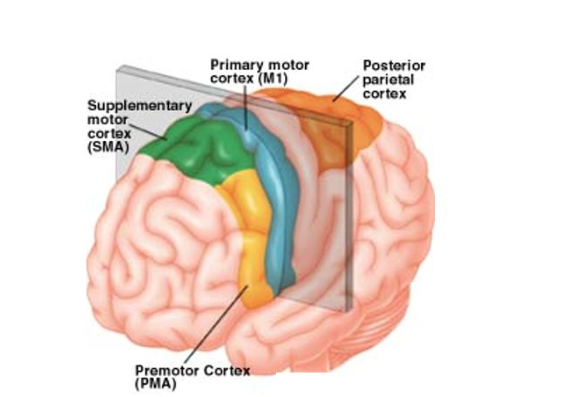 Primary motor
cortex (M1)
Posterior
parietal
cortex
Supplementary
motor
cortex
(SMA)
Premotor Cortex
(PMA)